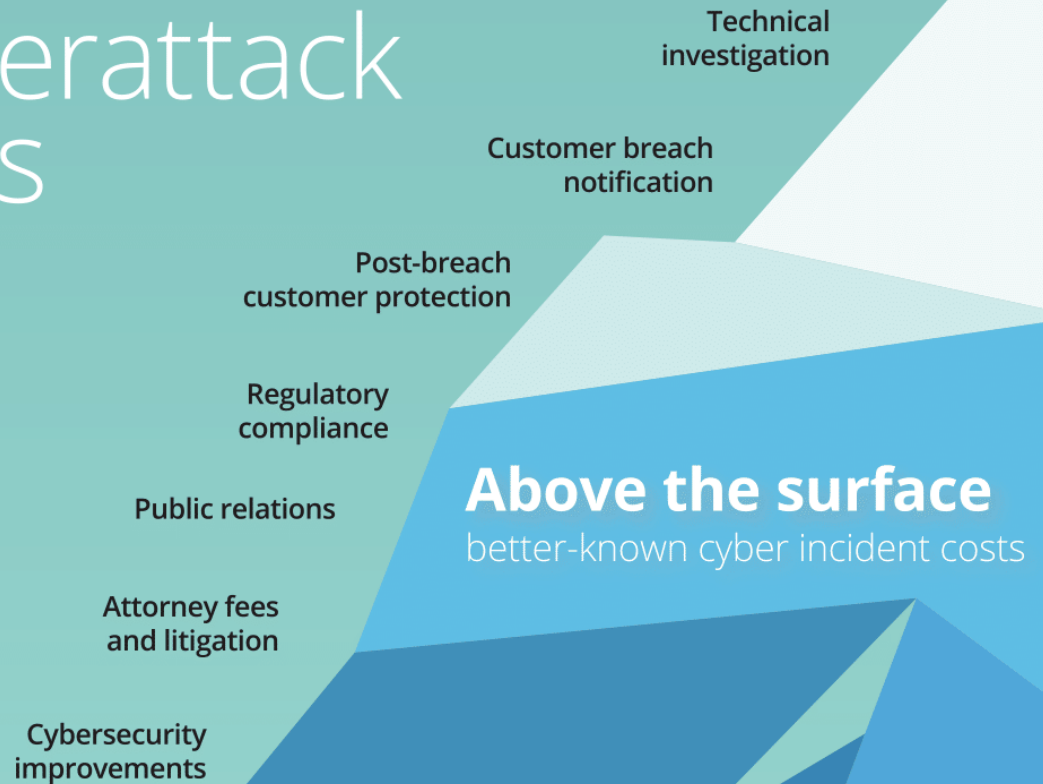 erattack
s
Technical
investigation
Customer breach
notification
Post-breach
customer protection
Regulatory
compliance
Public relations
Above the surface
better-known cyber incident costs
Attorney fees
and litigation
Cybersecurity
improvements